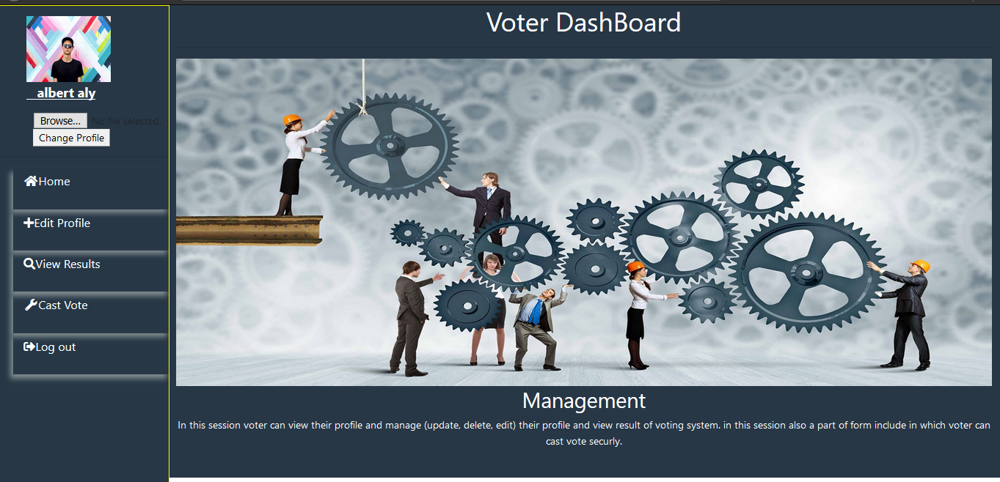 Voter DashBoard
albert aly
Browse... No file selected.
Change Profile
Home
Edit Profile
View Results
Cast Vote
Log out
Management
In this session voter can view their profile and manage (update, delete, edit) their profile and view result of voting system. in this session also a part of form include in which voter can
cast vote securly.